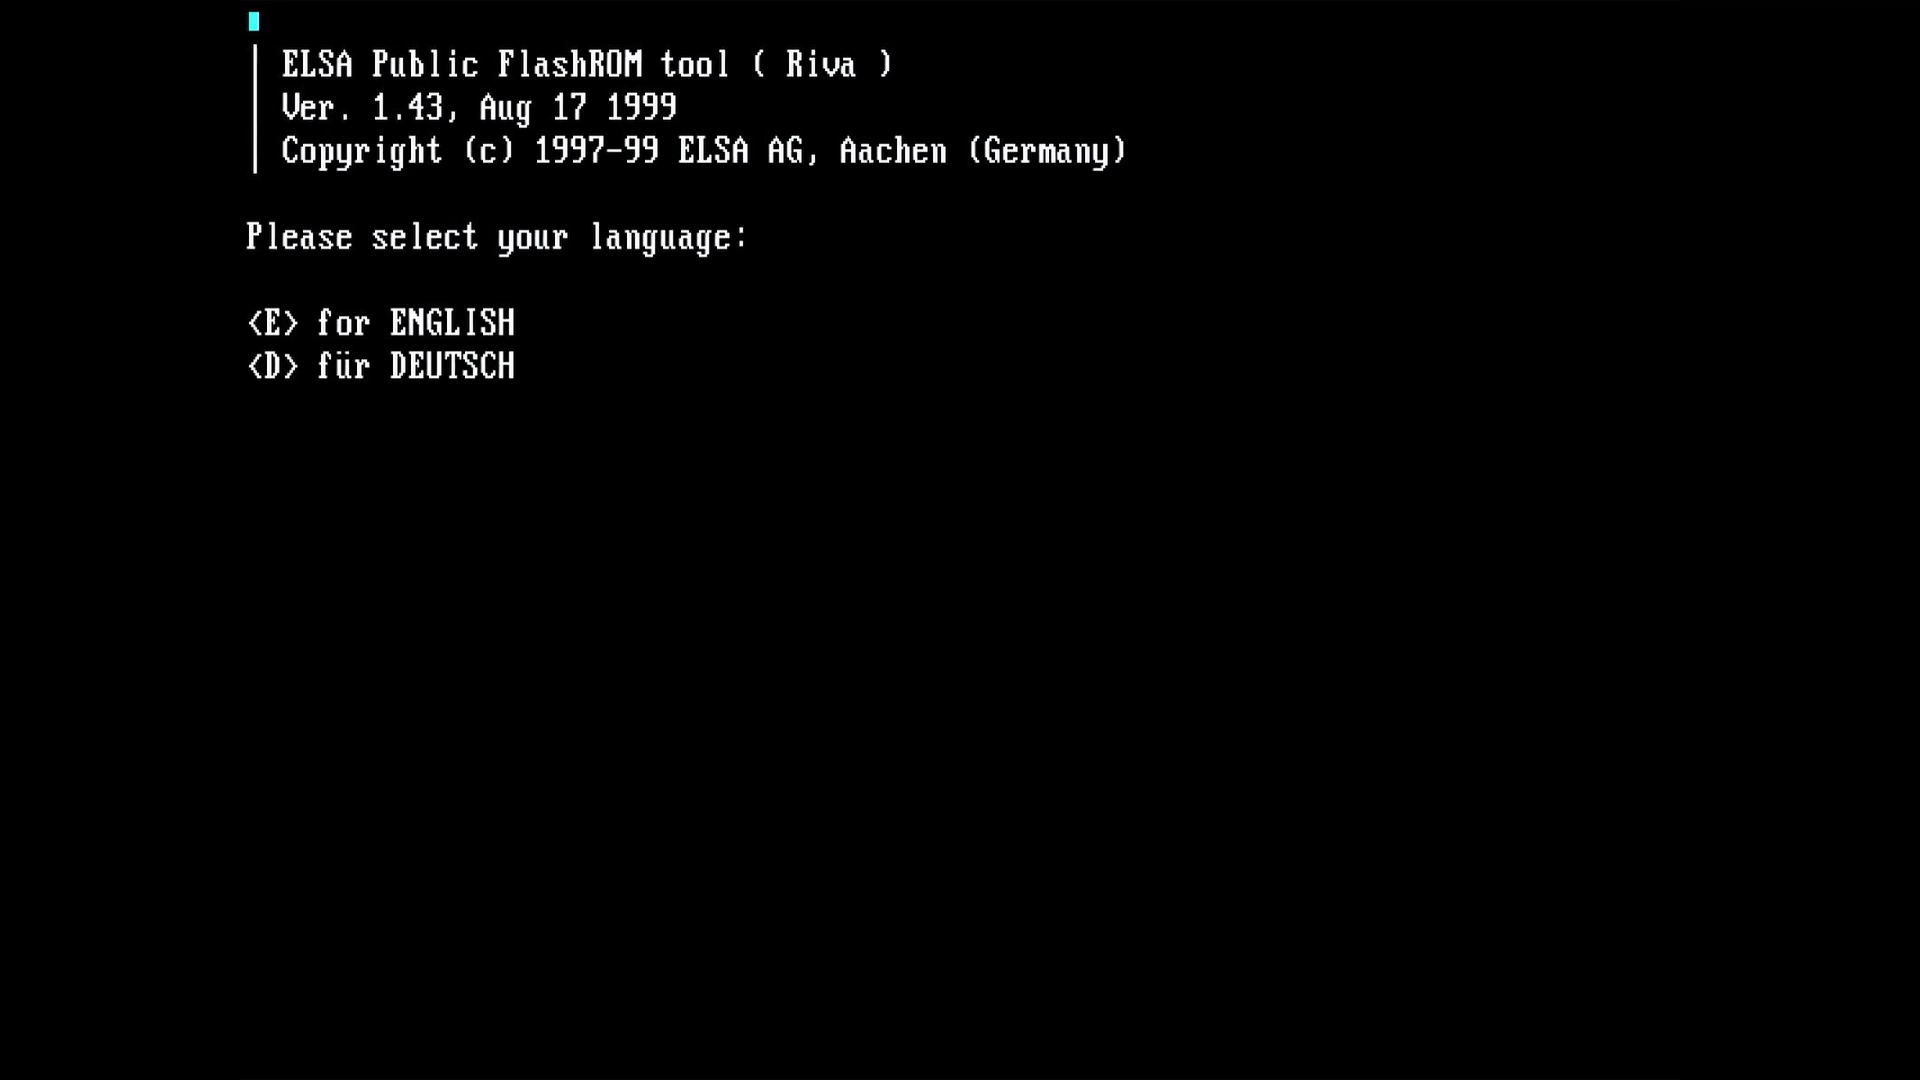 ELSA Public FlashROM tool ( Riva )
Ver. 1.43, Aug 17 1999
Copyright (c) 1997-99 ELSA AG, Aachen (Germany)
Please select your language:
<E> for ENGLISH
<D> für DEUTSCH